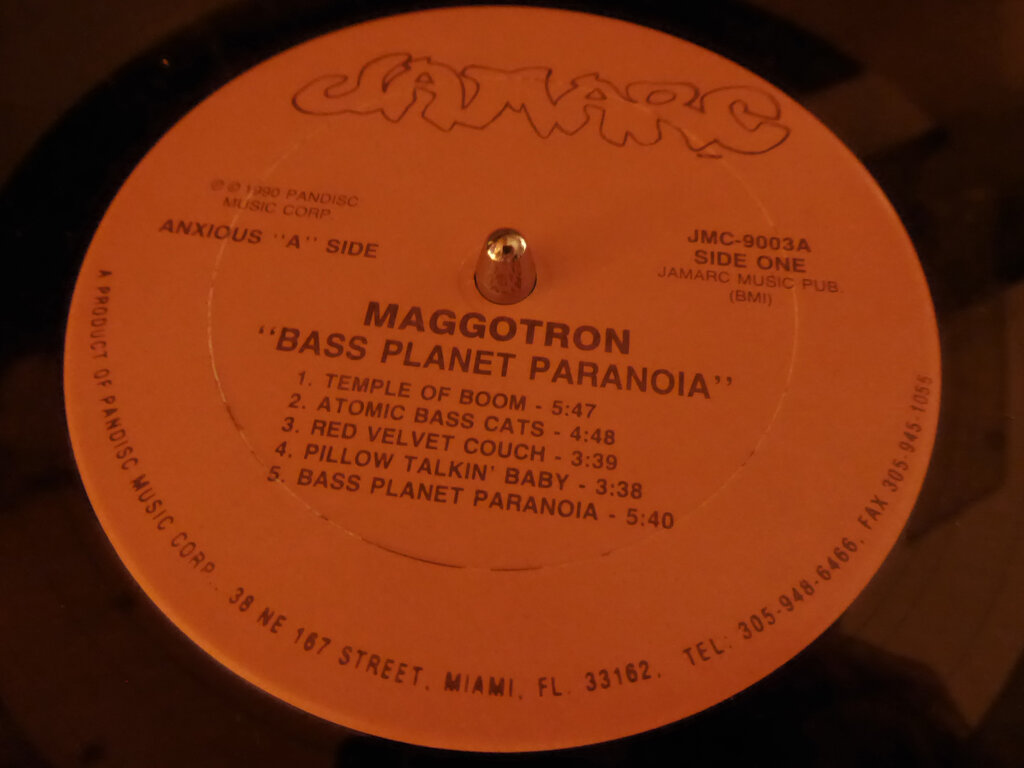 JAMARC
℗ © 1990 PANDISC
MUSIC CORP.
ANXIOUS "A" SIDE
JMC-9003A
SIDE ONE
JAMARC MUSIC PUB.
(BMI)
MAGGOTRON
"BASS PLANET PARANOIA"
1. TEMPLE OF BOOM - 5:47
2. ATOMIC BASS CATS - 4:48
3. RED VELVET COUCH - 3:39
4. PILLOW TALKIN' BABY - 3:38
5. BASS PLANET PARANOIA - 5:40
A PRODUCT OF PANDISC MUSIC CORP.. 38 NE 167 STREET, MIAMI, FL. 33162. TEL: 305-948-6466, FAX 305-945-1055